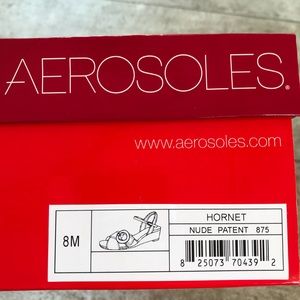 AEROSOLES®
www.aerosoles.com
8M
HORNET
NUDE PATENT 875
8 25073 70439 2